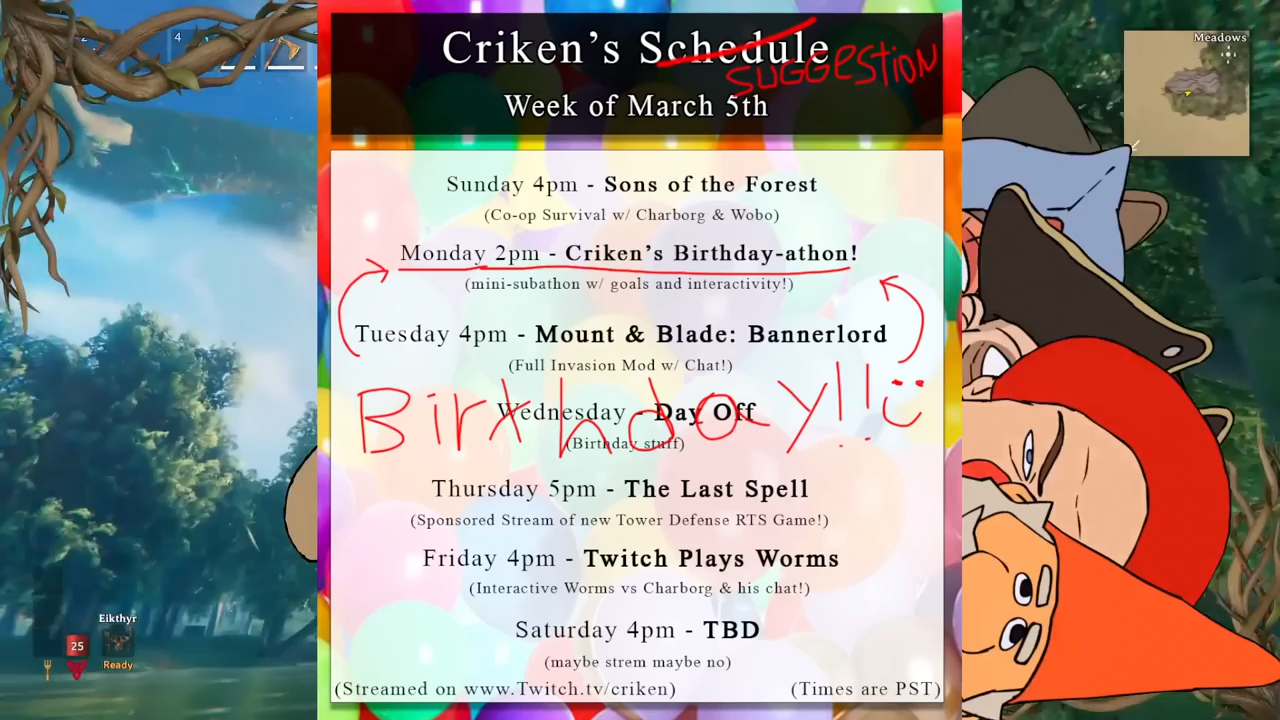 4
Meadows
Criken's Schedule
SUGGESTION
Week of March 5th
Sunday 4pm - Sons of the Forest
(Co-op Survival w/ Charborg & Wobo)
Monday 2pm - Criken's Birthday-athon!
(mini-subathon w/ goals and interactivity!)
Tuesday 4pm - Mount & Blade: Bannerlord
(Full Invasion Mod w/ Chat!)
Birthday!!
Wednesday - Day Off
(Birthday stuff)
Thursday 5pm - The Last Spell
(Sponsored Stream of new Tower Defense RTS Game!)
Friday 4pm - Twitch Plays Worms
(Interactive Worms vs Charborg & his chat!)
Saturday 4pm - TBD
(maybe strem maybe no)
(Streamed on www.Twitch.tv/criken) (Times are PST)
Eikthyr
25
Ready